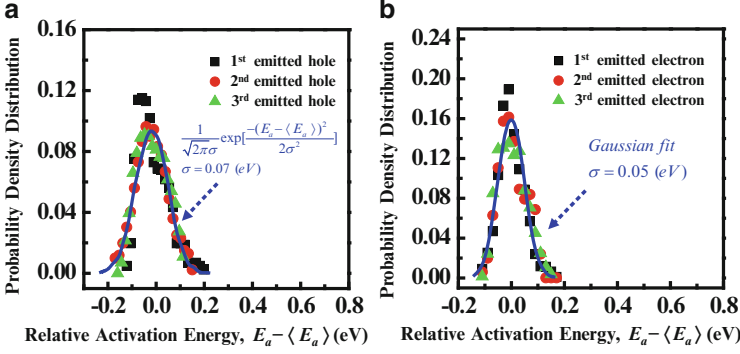 a
Probability Density Distribution
0.16
0.12
0.08
0.04
0.00
1st emitted hole
2nd emitted hole
3rd emitted hole
1/(√2πσ) exp[−(Ea−⟨Ea⟩)²/2σ²]
σ = 0.07 (eV)
-0.2 0.0 0.2 0.4 0.6 0.8
Relative Activation Energy, Ea−⟨Ea⟩ (eV)
b
Probability Density Distribution
0.24
0.20
0.16
0.12
0.08
0.04
0.00
1st emitted electron
2nd emitted electron
3rd emitted electron
Gaussian fit
σ = 0.05 (eV)
-0.2 0.0 0.2 0.4 0.6 0.8
Relative Activation Energy, Ea−⟨Ea⟩ (eV)